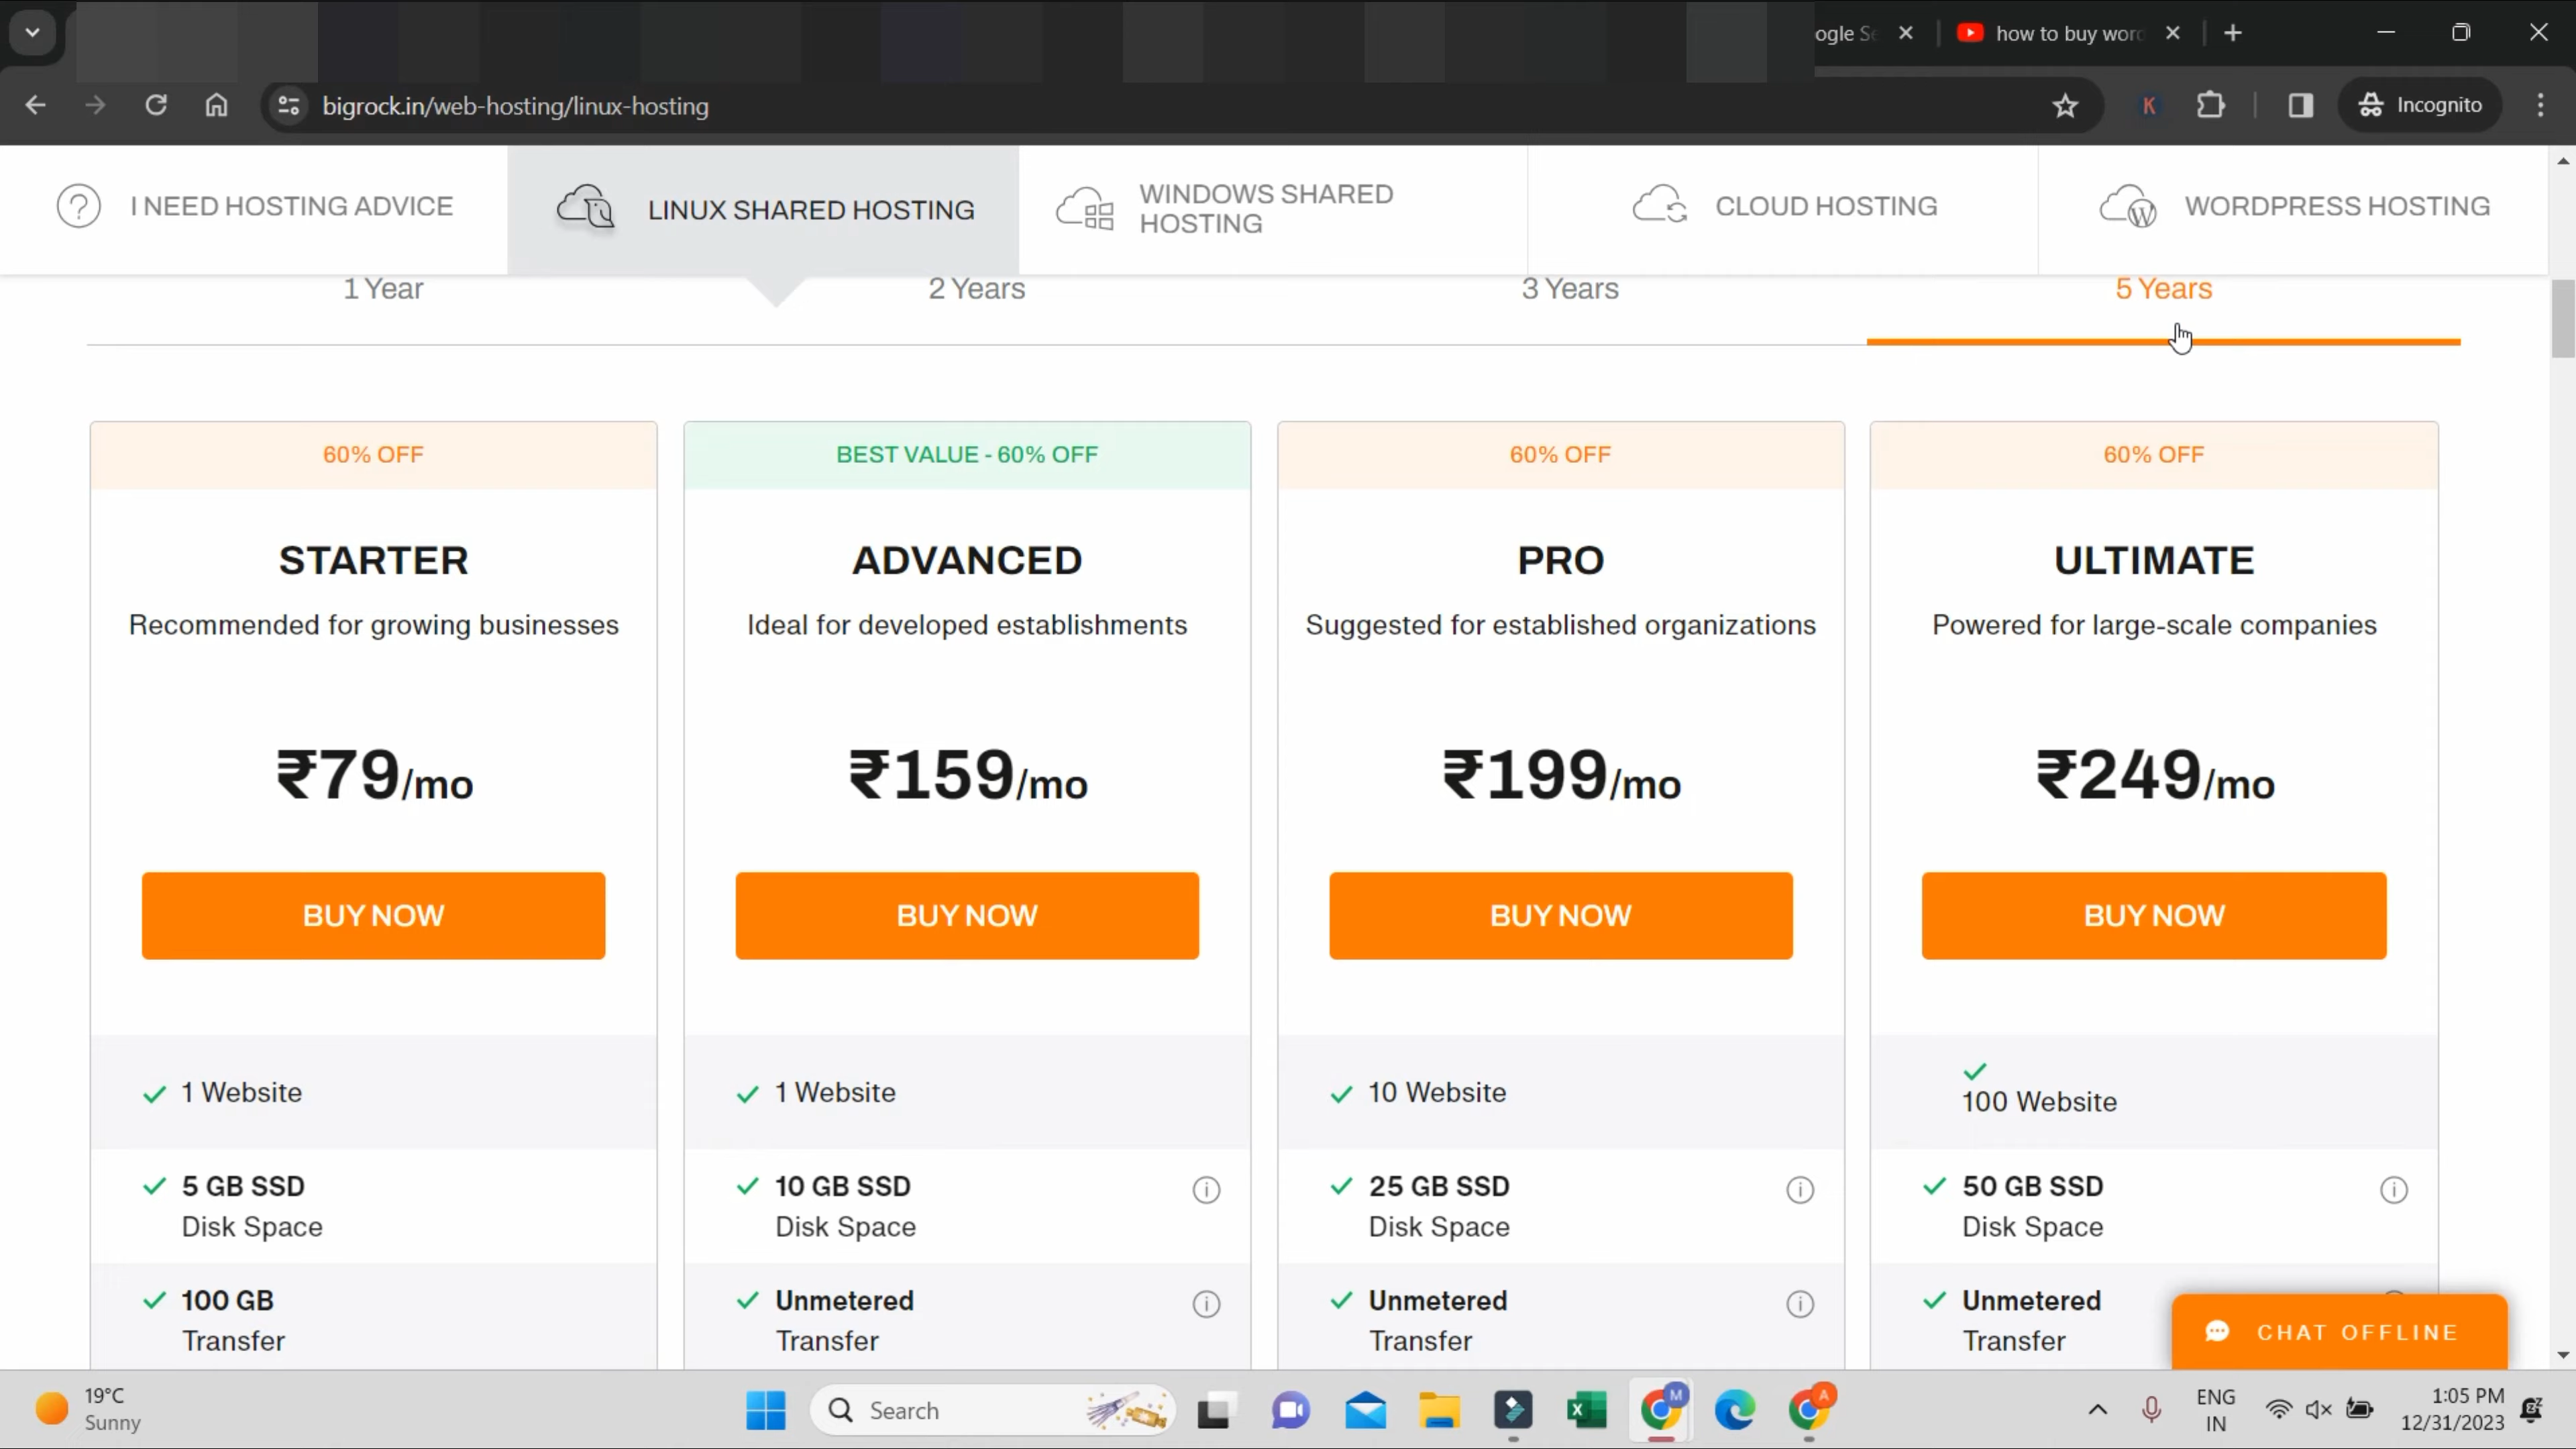 ogle Se
how to buy word
bigrock.in/web-hosting/linux-hosting
Incognito
I NEED HOSTING ADVICE
LINUX SHARED HOSTING
WINDOWS SHARED
HOSTING
CLOUD HOSTING
WORDPRESS HOSTING
1 Year
2 Years
3 Years
5 Years
60% OFF
BEST VALUE - 60% OFF
60% OFF
60% OFF
STARTER
ADVANCED
PRO
ULTIMATE
Recommended for growing businesses
Ideal for developed establishments
Suggested for established organizations
Powered for large-scale companies
₹79/mo
₹159/mo
₹199/mo
₹249/mo
BUY NOW
BUY NOW
BUY NOW
BUY NOW
1 Website
1 Website
10 Website
100 Website
5 GB SSD
Disk Space
10 GB SSD
Disk Space
25 GB SSD
Disk Space
50 GB SSD
Disk Space
100 GB
Transfer
Unmetered
Transfer
Unmetered
Transfer
Unmetered
Transfer
CHAT OFFLINE
19°C
Sunny
Search
ENG
IN
1:05 PM
12/31/2023